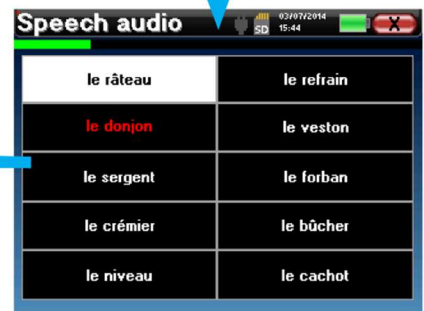 Speech audio
SD
03/07/2014
15:44
X
le râteau
le refrain
le donjon
le veston
le sergent
le forban
le crémier
le bûcher
le niveau
le cachot